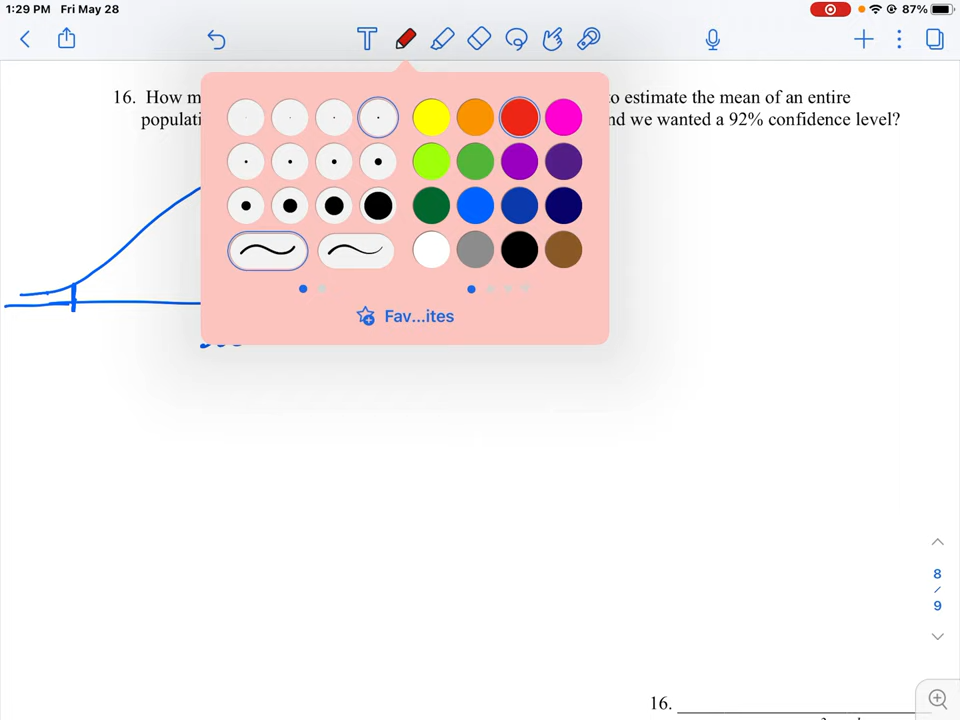 1:29 PM Fri May 28 87%
T
16. How m o estimate the mean of an entire
populati nd we wanted a 92% confidence level?
Fav...ites
8
/
9
16.